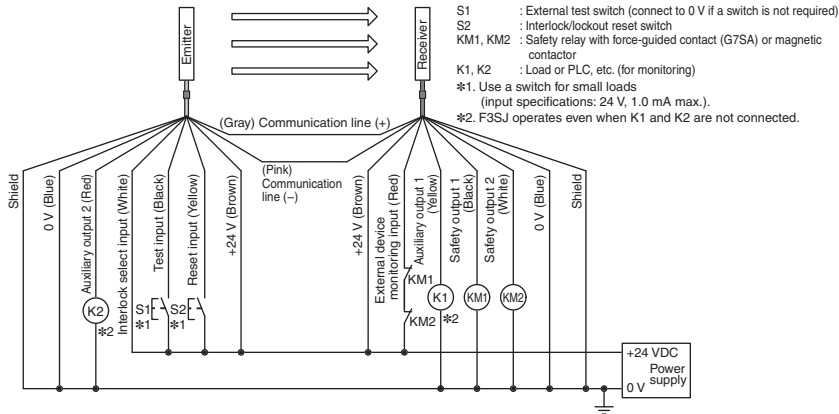 Emitter
Receiver
S1 : External test switch (connect to 0 V if a switch is not required)
S2 : Interlock/lockout reset switch
KM1, KM2 : Safety relay with force-guided contact (G7SA) or magnetic
contactor
K1, K2 : Load or PLC, etc. (for monitoring)
✻1. Use a switch for small loads
(input specifications: 24 V, 1.0 mA max.).
✻2. F3SJ operates even when K1 and K2 are not connected.
(Gray) Communication line (+)
(Pink)
Communication
line (−)
Shield
0 V (Blue)
Auxiliary output 2 (Red)
Interlock select input (White)
Test input (Black)
Reset input (Yellow)
+24 V (Brown)
+24 V (Brown)
External device
monitoring input (Red)
Auxiliary output 1
(Yellow)
Safety output 1
(Black)
Safety output 2
(White)
0 V (Blue)
Shield
K2
✻2
S1
✻1
S2
✻1
KM1
KM2
K1
✻2
KM1
KM2
+24 VDC
Power
supply
0 V